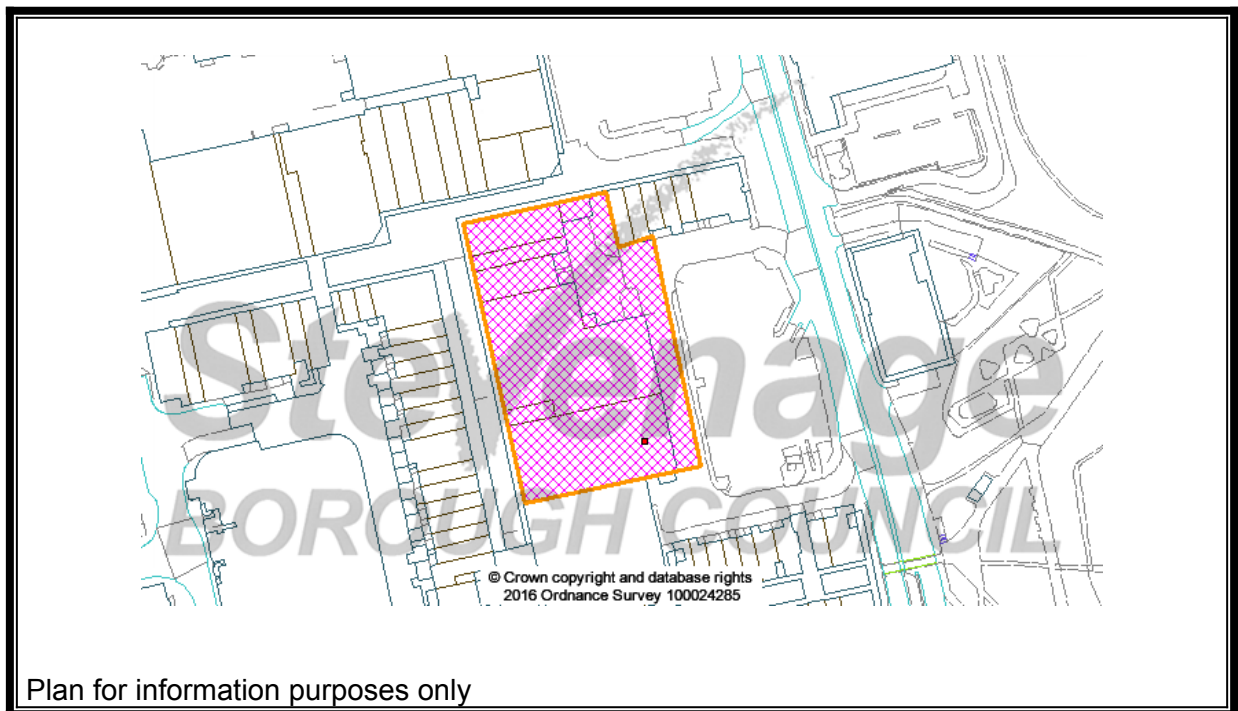 Stevenage
BOROUGH COUNCIL
© Crown copyright and database rights
2016 Ordnance Survey 100024285
Plan for information purposes only